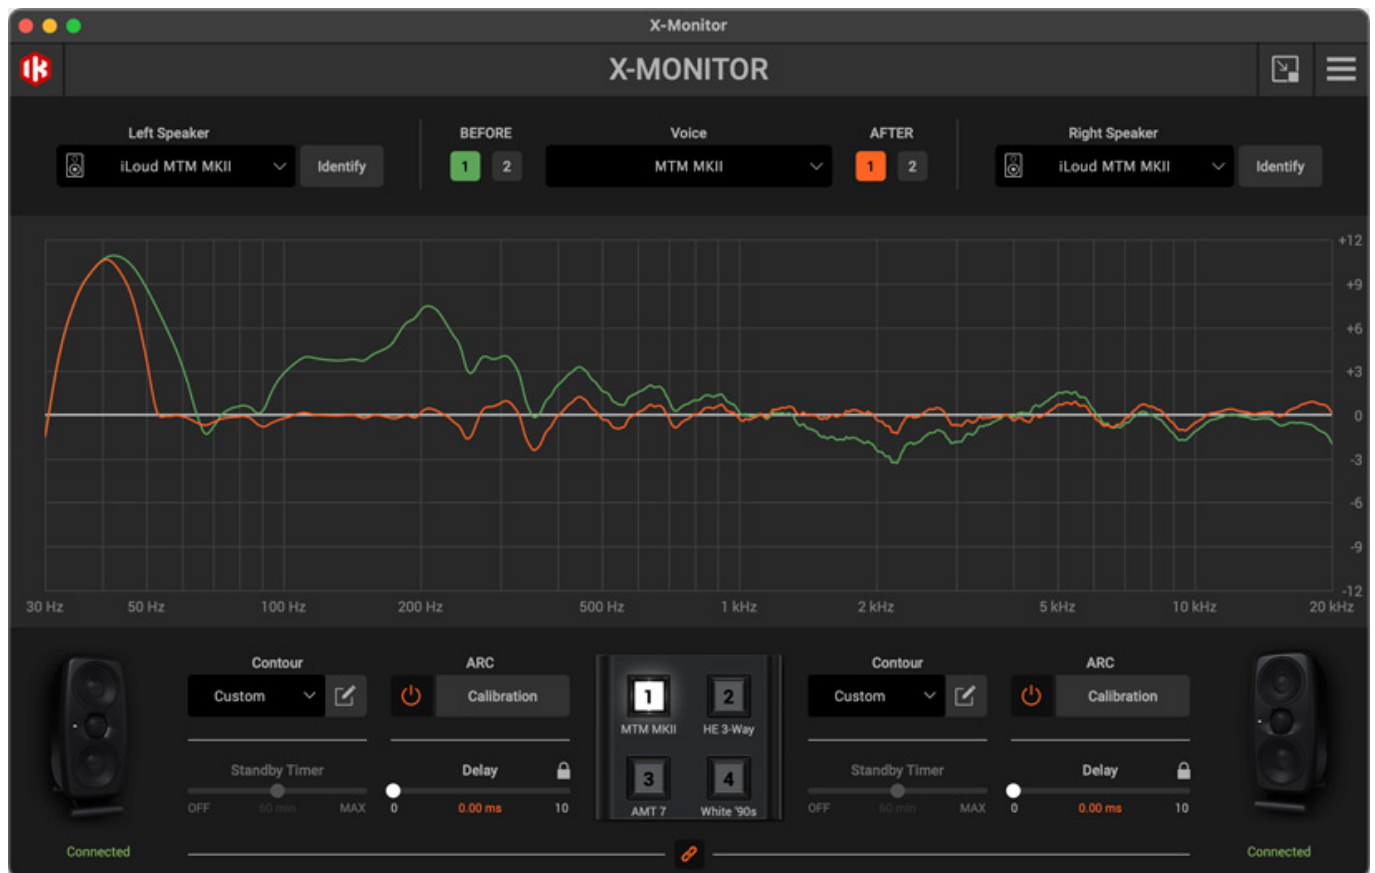 X-Monitor
X-MONITOR
Left Speaker
iLoud MTM MKII
Identify
BEFORE
1 2
Voice
MTM MKII
AFTER
1 2
Right Speaker
iLoud MTM MKII
Identify
+12
+9
+6
+3
0
-3
-6
-9
-12
30 Hz 50 Hz 100 Hz 200 Hz 500 Hz 1 kHz 2 kHz 5 kHz 10 kHz 20 kHz
Contour
Custom
ARC
Calibration
Standby Timer
OFF 60 min MAX
Delay
0 0.00 ms 10
1 2
MTM MKII HE 3-Way
3 4
AMT 7 White '90s
Contour
Custom
ARC
Calibration
Standby Timer
OFF 60 min MAX
Delay
0 0.00 ms 10
Connected
Connected